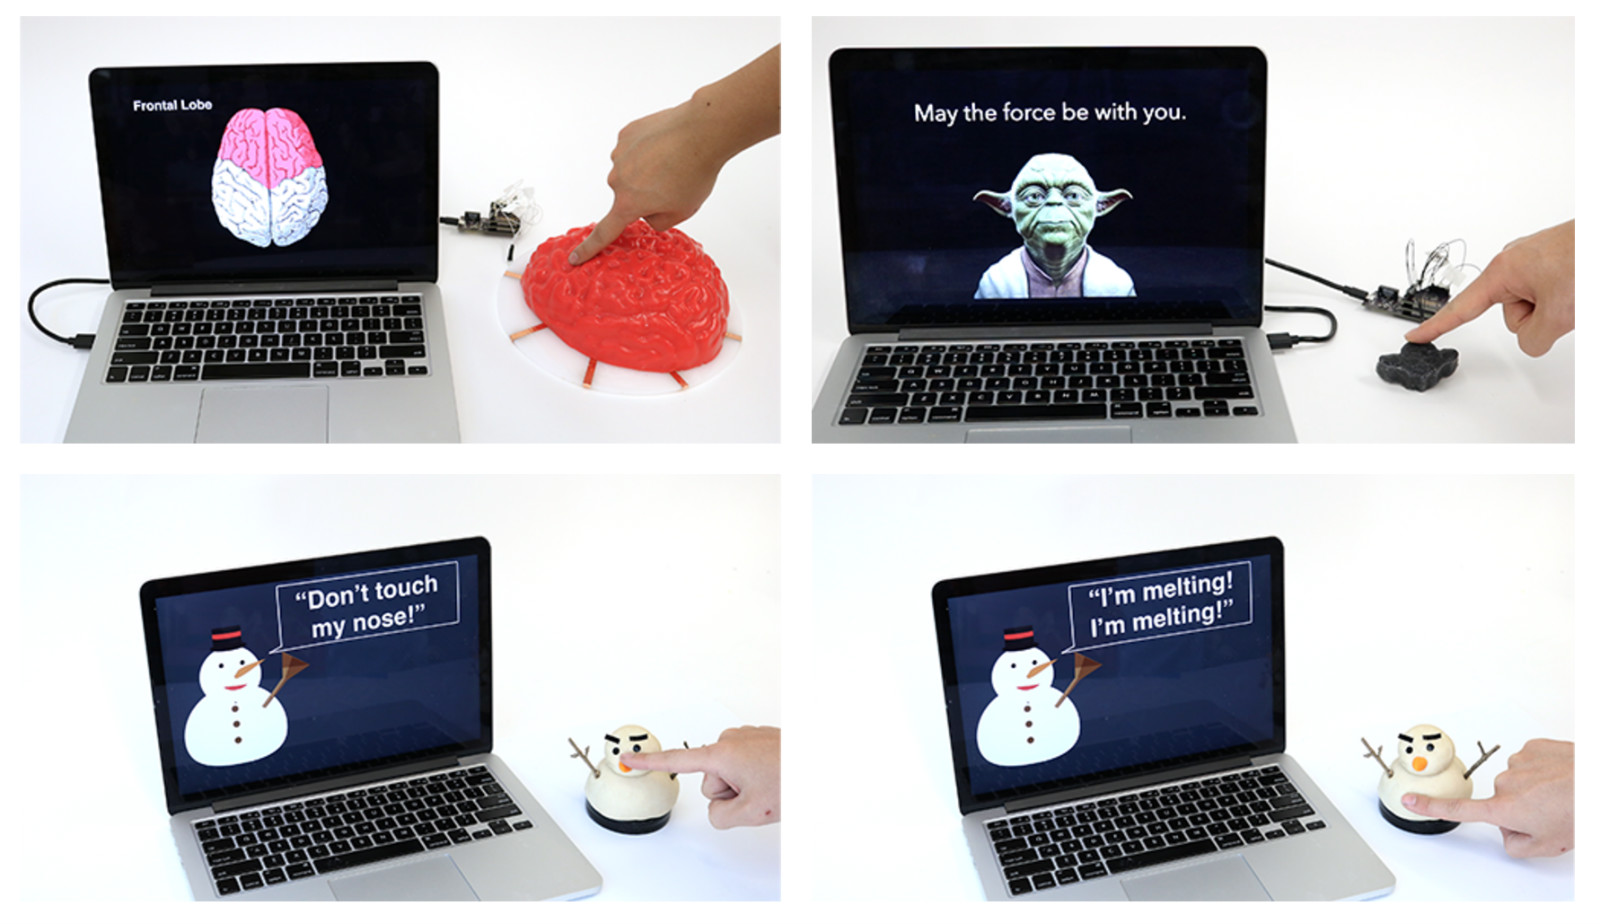 Frontal Lobe
May the force be with you.
“Don’t touch
my nose!”
“I’m melting!
I’m melting!”